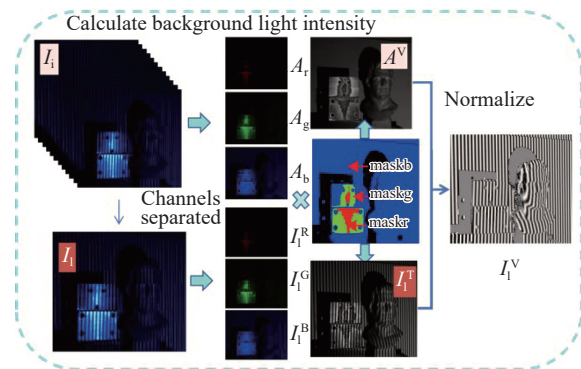 Calculate background light intensity
I_i
A_r
A^V
A_g
Normalize
A_b
maskb
Channels
separated
maskg
maskr
I_1
I_1^R
I_1^G
I_1^T
I_1^V
I_1^B